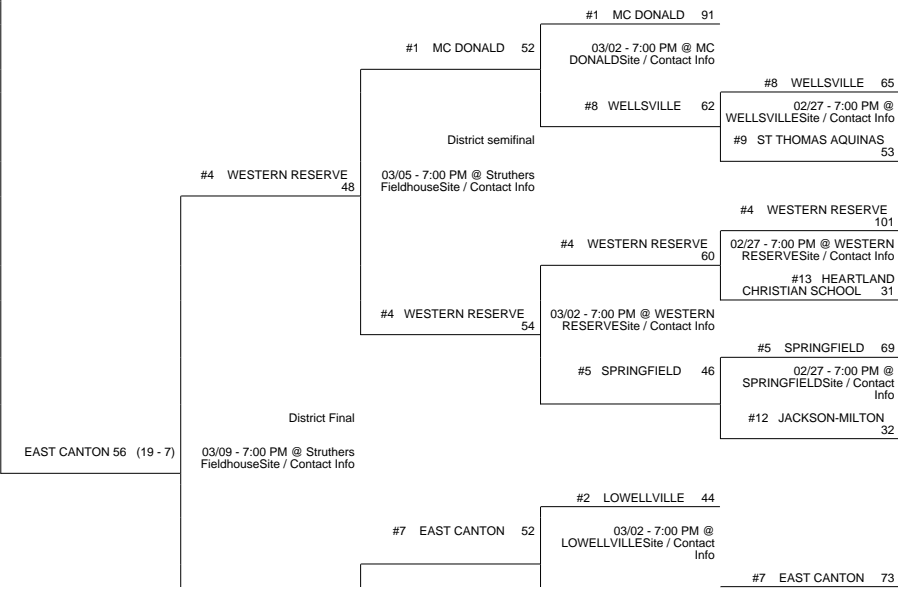 #1 MC DONALD 91
#1 MC DONALD 52
03/02 - 7:00 PM @ MC
DONALDSite / Contact Info
#8 WELLSVILLE 65
#8 WELLSVILLE 62
02/27 - 7:00 PM @
WELLSVILLESite / Contact Info
District semifinal
#9 ST THOMAS AQUINAS
53
#4 WESTERN RESERVE
48
03/05 - 7:00 PM @ Struthers
FieldhouseSite / Contact Info
#4 WESTERN RESERVE
101
#4 WESTERN RESERVE
60
02/27 - 7:00 PM @ WESTERN
RESERVESite / Contact Info
#13 HEARTLAND
CHRISTIAN SCHOOL 31
#4 WESTERN RESERVE
54
03/02 - 7:00 PM @ WESTERN
RESERVESite / Contact Info
#5 SPRINGFIELD 69
#5 SPRINGFIELD 46
02/27 - 7:00 PM @
SPRINGFIELDSite / Contact
Info
District Final
#12 JACKSON-MILTON
32
EAST CANTON 56 (19 - 7)
03/09 - 7:00 PM @ Struthers
FieldhouseSite / Contact Info
#2 LOWELLVILLE 44
#7 EAST CANTON 52
03/02 - 7:00 PM @
LOWELLVILLESite / Contact
Info
#7 EAST CANTON 73